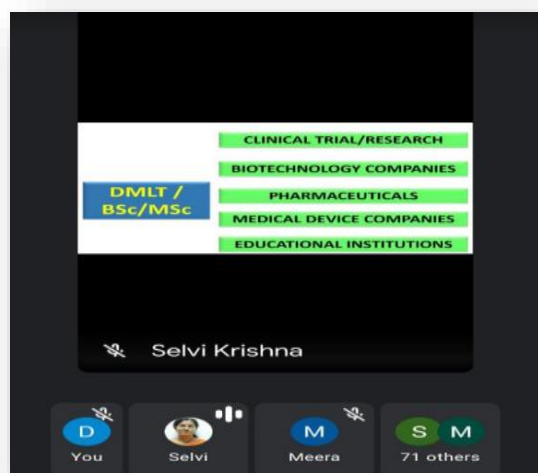 DMLT /
BSc/MSc
CLINICAL TRIAL/RESEARCH
BIOTECHNOLOGY COMPANIES
PHARMACEUTICALS
MEDICAL DEVICE COMPANIES
EDUCATIONAL INSTITUTIONS
Selvi Krishna
D
You
Selvi
M
Meera
S M
71 others